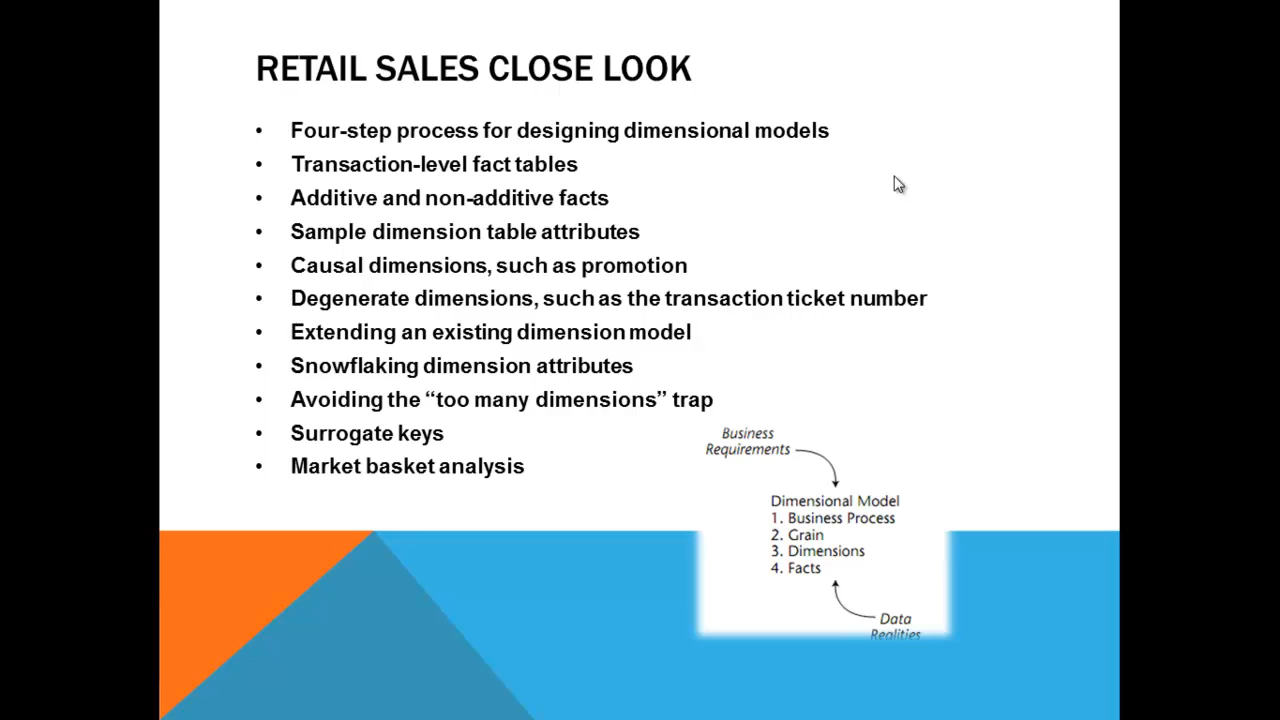 RETAIL SALES CLOSE LOOK
• Four-step process for designing dimensional models
• Transaction-level fact tables
• Additive and non-additive facts
• Sample dimension table attributes
• Causal dimensions, such as promotion
• Degenerate dimensions, such as the transaction ticket number
• Extending an existing dimension model
• Snowflaking dimension attributes
• Avoiding the “too many dimensions” trap
• Surrogate keys
• Market basket analysis
Business
Requirements
Dimensional Model
1. Business Process
2. Grain
3. Dimensions
4. Facts
Data
Realities